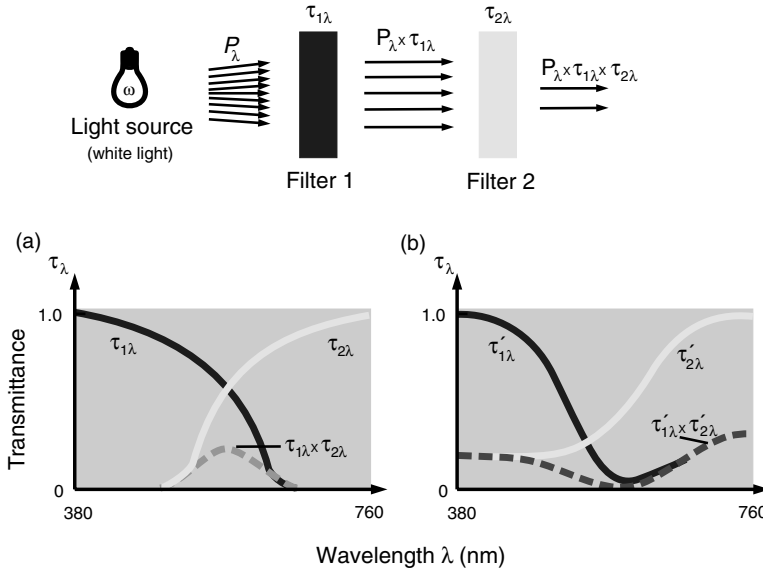 τ1λ
τ2λ
Pλ
Pλ × τ1λ
Pλ × τ1λ × τ2λ
ω
Light source
(white light)
Filter 1
Filter 2
(a)
τλ
1.0
τ1λ
τ2λ
τ1λ × τ2λ
0
380
760
Transmittance
(b)
τλ
1.0
τ′1λ
τ′2λ
τ′1λ × τ′2λ
0
380
760
Wavelength λ (nm)